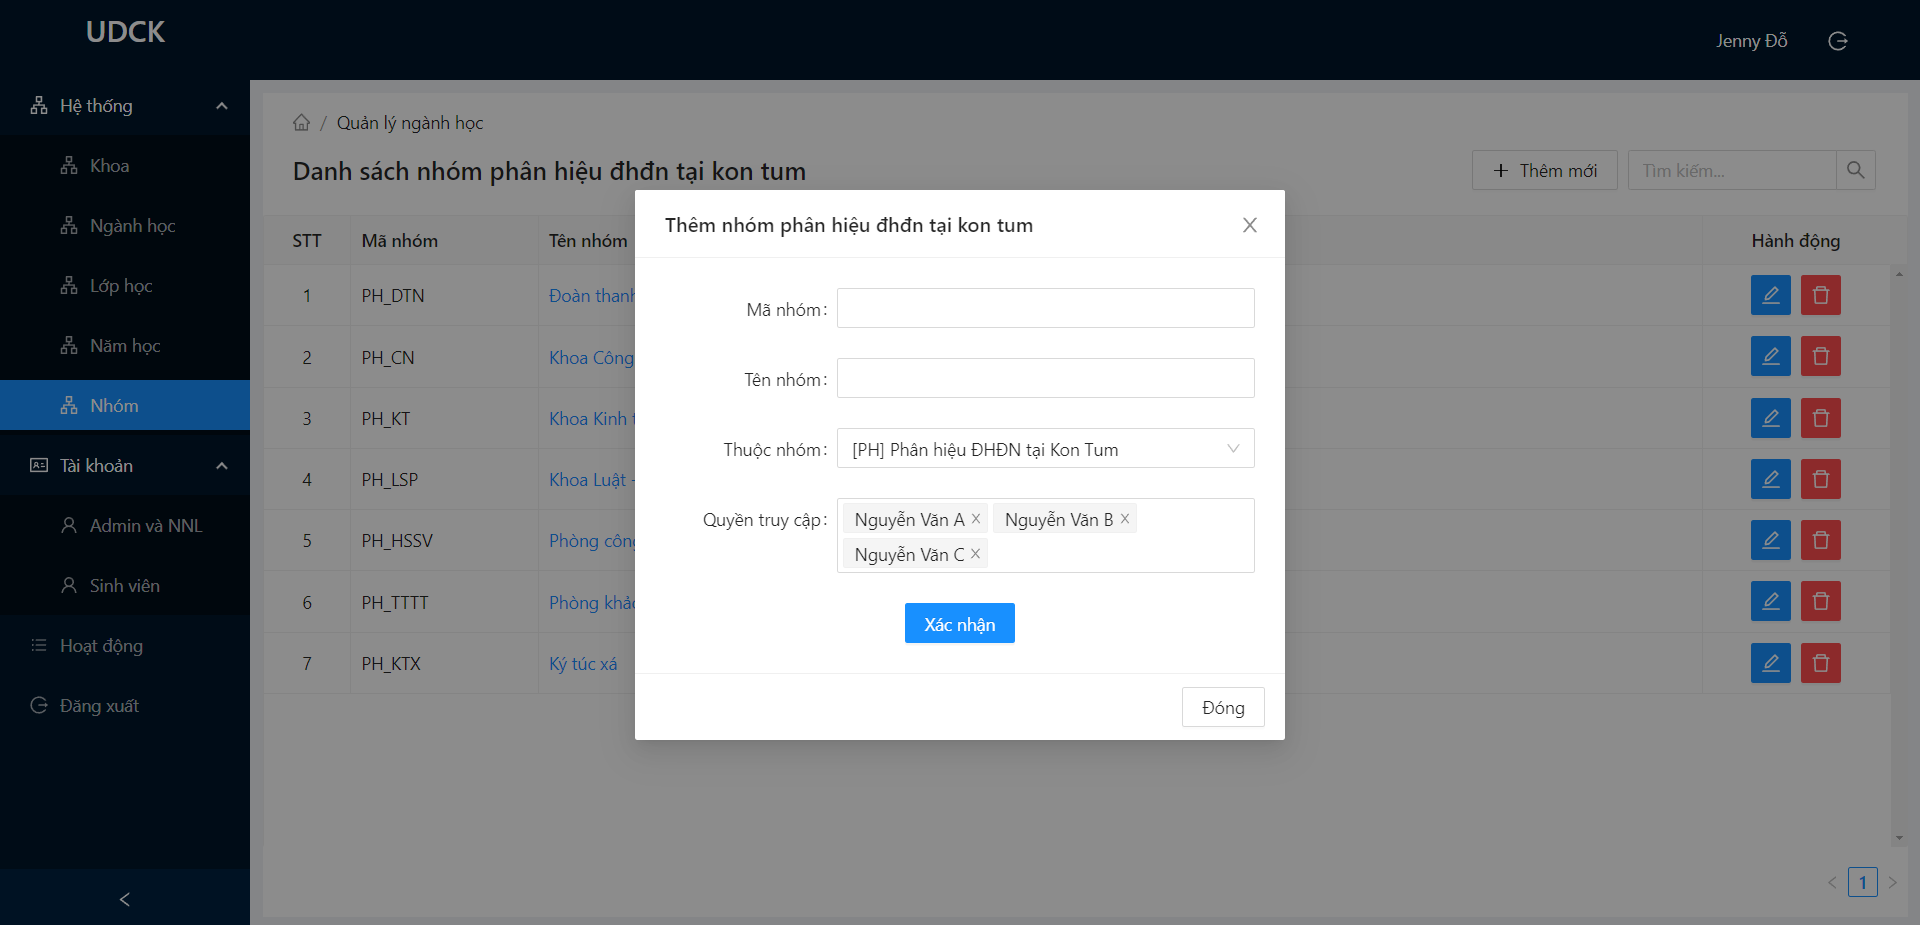 UDCK
Jenny Đỗ
Hệ thống
Khoa
Ngành học
Lớp học
Năm học
Nhóm
Tài khoản
Admin và NNL
Sinh viên
Hoạt động
Đăng xuất
/ Quản lý ngành học
Danh sách nhóm phân hiệu đhđn tại kon tum
Thêm mới
Tìm kiếm...
STT Mã nhóm Tên nhóm Hành động
1 PH_DTN Đoàn thanh
2 PH_CN Khoa Công
3 PH_KT Khoa Kinh
4 PH_LSP Khoa Luật -
5 PH_HSSV Phòng
6 PH_TTTT Phòng
7 PH_KTX Ký túc xá
Thêm nhóm phân hiệu đhđn tại kon tum
Mã nhóm:
Tên nhóm:
Thuộc nhóm: [PH] Phân hiệu ĐHĐN tại Kon Tum
Quyền truy cập: Nguyễn Văn A Nguyễn Văn B
Nguyễn Văn C
Xác nhận
Đóng
1